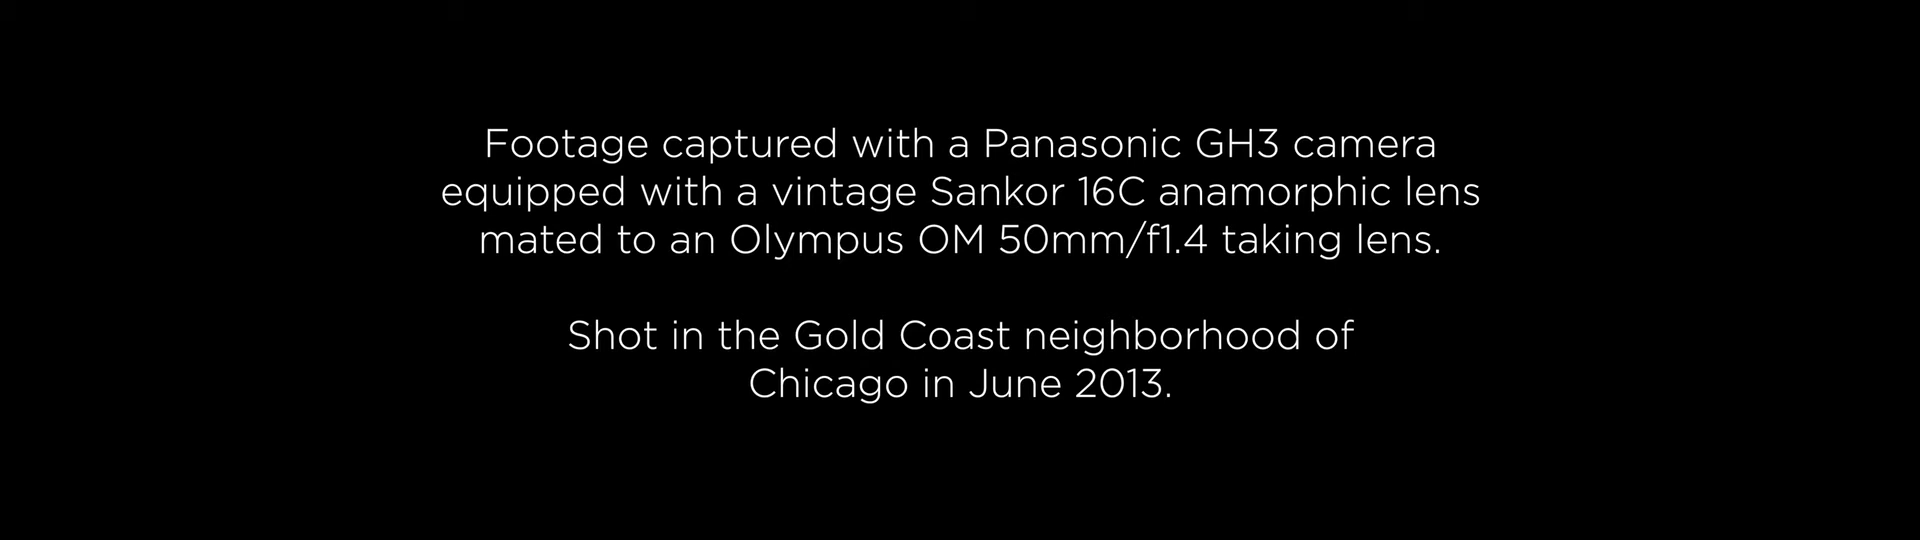 Footage captured with a Panasonic GH3 camera
equipped with a vintage Sankor 16C anamorphic lens
mated to an Olympus OM 50mm/f1.4 taking lens.
Shot in the Gold Coast neighborhood of
Chicago in June 2013.